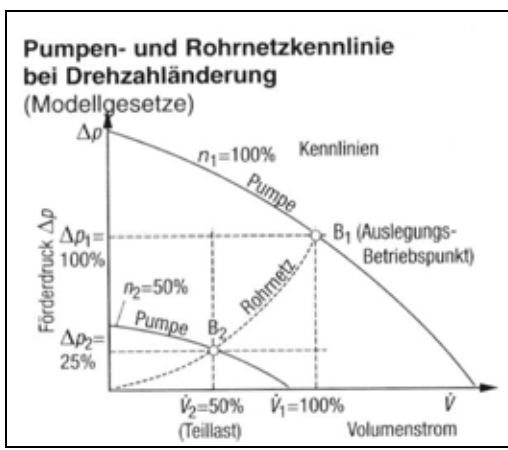 Pumpen- und Rohrnetzkennlinie
bei Drehzahländerung
(Modellgesetze)
Δp
n₁=100% Kennlinien
Pumpe
Förderdruck Δp
Δp₁=
100%
B₁ (Auslegungs-
Betriebspunkt)
Rohrnetz
n₂=50%
Pumpe
B₂
Δp₂=
25%
V̇₂=50%
(Teillast)
V̇₁=100%
V̇
Volumenstrom